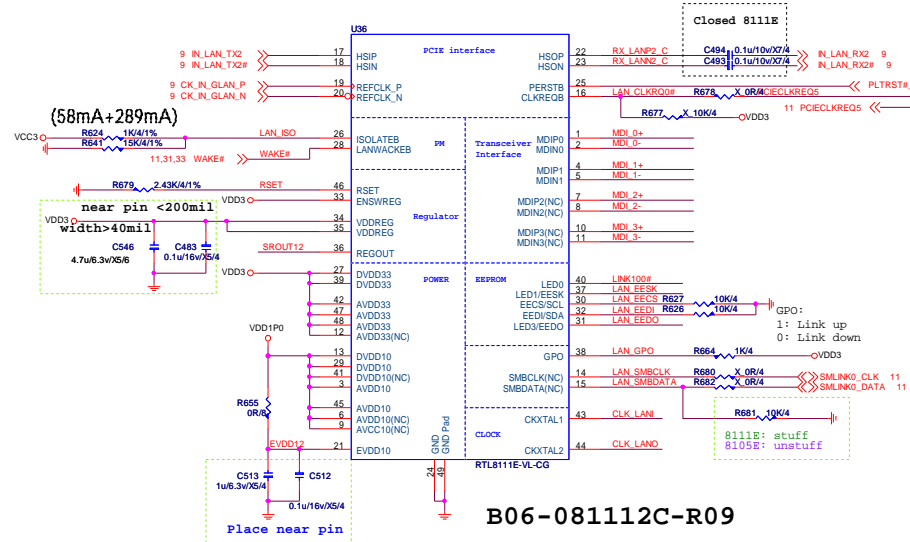 U36
PCIE interface
Closed 8111E
9 IN_LAN_TX2 17 HSIP
9 IN_LAN_TX2# 18 HSIN
HSOP 22 RX_LANP2_C C494 0.1u/10v/X7/4 IN_LAN_RX2 9
HSON 23 RX_LANN2_C C493 0.1u/10v/X7/4 IN_LAN_RX2# 9
9 CK_IN_GLAN_P 19 REFCLK_P
9 CK_IN_GLAN_N 20 REFCLK_N
PERSTB 25 PLTRST#_
CLKREQB 16 LAN_CLKRQ0# R678 X_0R/4 PCIECLKREQ5
11 PCIECLKREQ5
R677 X_10K/4 VDD3
(58mA+289mA)
VCC3 R624 1K/4/1% LAN_ISO 26 ISOLATEB
R641 15K/4/1%
11,31,33 WAKE# WAKE# 28 LANWACKEB
PM
Transceiver
Interface
MDIP0 1 MDI_0+
MDIN0 2 MDI_0-
MDIP1 4 MDI_1+
MDIN1 5 MDI_1-
MDIP2(NC) 7 MDI_2+
MDIN2(NC) 8 MDI_2-
MDIP3(NC) 10 MDI_3+
MDIN3(NC) 11 MDI_3-
R679 2.43K/4/1% RSET 46 RSET
VDD3 33 ENSWREG
near pin <200mil
VDD3 34 VDDREG
width>40mil
35 VDDREG
Regulator
C546
4.7u/6.3v/X5/6
C483
0.1u/16v/X5/4
SROUT12 36 REGOUT
POWER
EEPROM
VDD3 27 DVDD33
39 DVDD33
42 AVDD33
47 AVDD33
48 AVDD33
12 AVDD33(NC)
LED0 40 LINK100#
LED1/EESK 37 LAN_EESK
EECS/SCL 30 LAN_EECS R627 10K/4
EEDI/SDA 32 LAN_EEDI R626 10K/4
LED3/EEDO 31 LAN_EEDO
GPO:
1: Link up
0: Link down
VDD1P0
13 DVDD10
29 DVDD10
41 DVDD10(NC)
3 AVDD10
45 AVDD10
6 AVDD10(NC)
9 AVCC10(NC)
GPO 38 LAN_GPO R664 1K/4 VDD3
SMBCLK(NC) 14 LAN_SMBCLK R680 X_0R/4 SMLINK0_CLK 11
SMBDATA(NC) 15 LAN_SMBDATA R682 X_0R/4 SMLINK0_DATA 11
R655
0R/8
R681 10K/4
8111E: stuff
8105E: unstuff
CLOCK
CKXTAL1 43 CLK_LANI
CKXTAL2 44 CLK_LANO
EVDD12 21 EVDD10
GND
GND Pad
24
49
RTL8111E-VL-CG
C513
1u/6.3v/X5/4
C512
0.1u/16v/X5/4
Place near pin
B06-081112C-R09